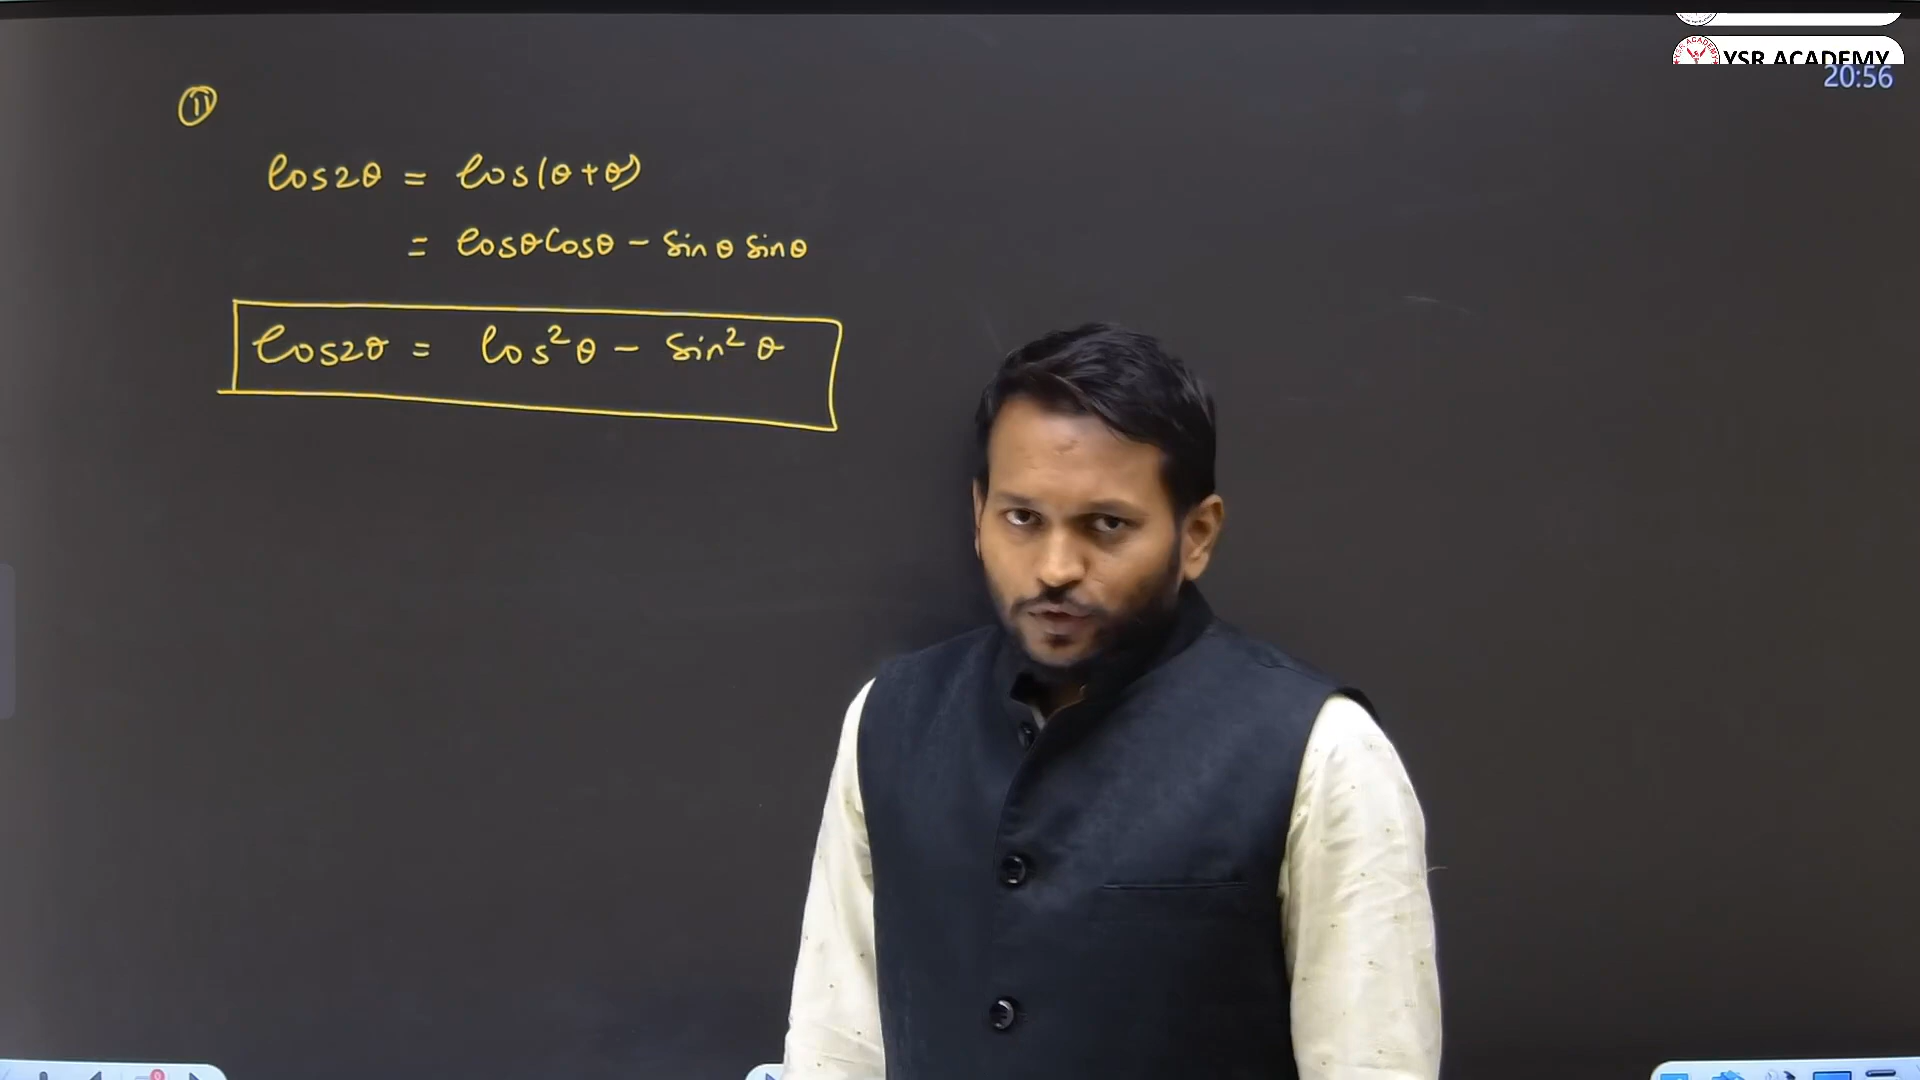 YSR ACADEMY
20:56
11
Cos2θ = Cos(θ+θ)
= CosθCosθ - Sinθ Sinθ
Cos2θ = Cos²θ - Sin²θ